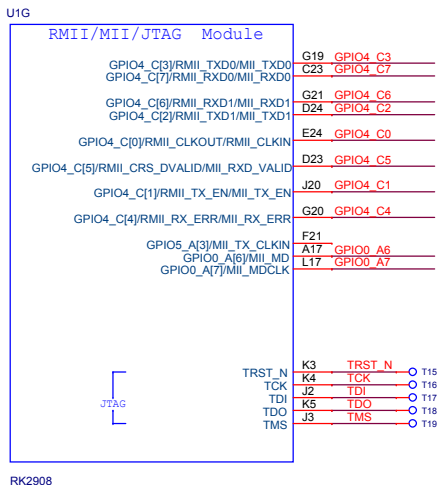 U1G
RMII/MII/JTAG Module
GPIO4_C[3]/RMII_TXD0/MII_TXD0 G19 GPIO4_C3
GPIO4_C[7]/RMII_RXD0/MII_RXD0 C23 GPIO4_C7
GPIO4_C[6]/RMII_RXD1/MII_RXD1 G21 GPIO4_C6
GPIO4_C[2]/RMII_TXD1/MII_TXD1 D24 GPIO4_C2
GPIO4_C[0]/RMII_CLKOUT/RMII_CLKIN E24 GPIO4_C0
GPIO4_C[5]/RMII_CRS_DVALID/MII_RXD_VALID D23 GPIO4_C5
GPIO4_C[1]/RMII_TX_EN/MII_TX_EN J20 GPIO4_C1
GPIO4_C[4]/RMII_RX_ERR/MII_RX_ERR G20 GPIO4_C4
GPIO5_A[3]/MII_TX_CLKIN F21
GPIO0_A[6]/MII_MD A17 GPIO0_A6
GPIO0_A[7]/MII_MDCLK L17 GPIO0_A7
TRST_N K3 TRST_N T15
TCK K4 TCK T16
TDI J2 TDI T17
JTAG
TDO K5 TDO T18
TMS J3 TMS T19
RK2908